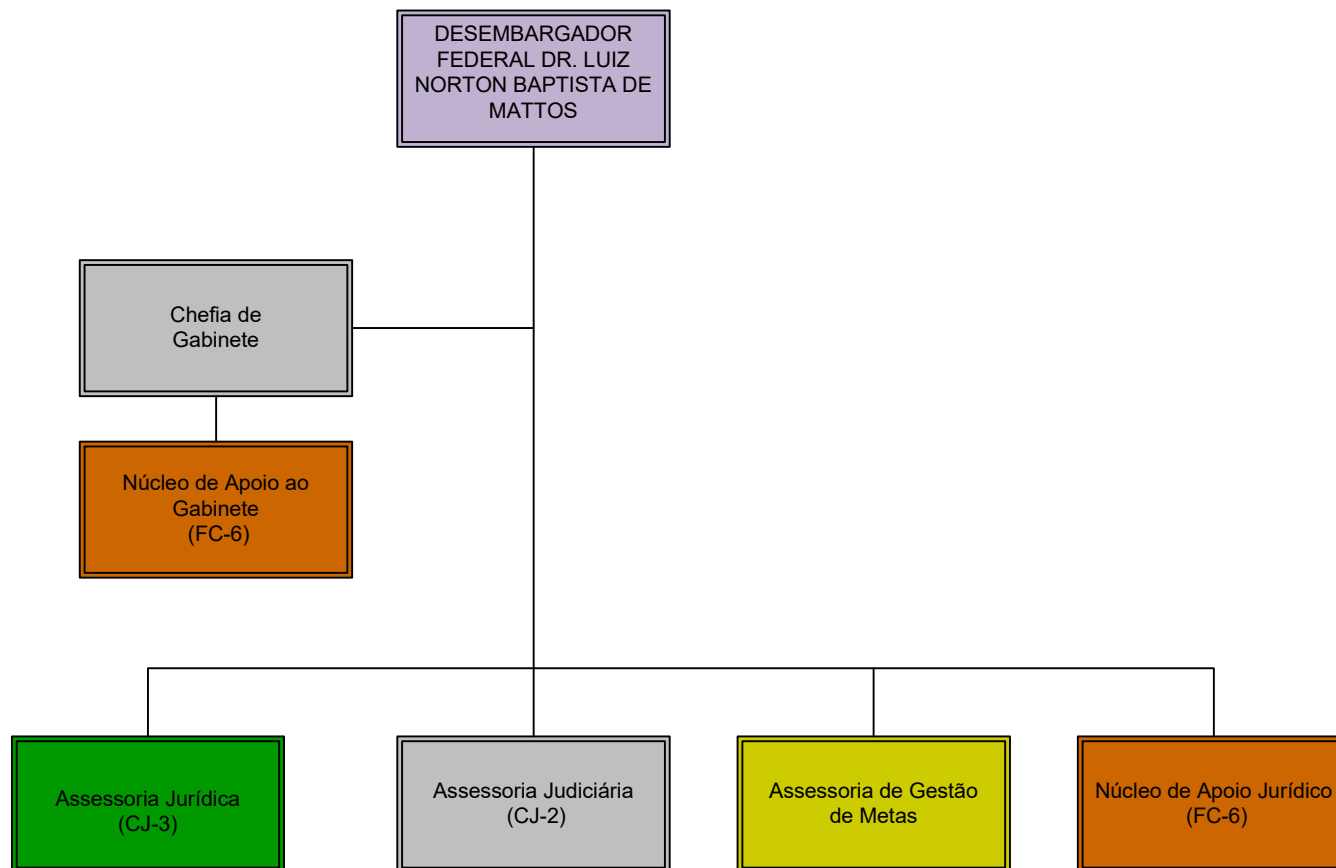 DESEMBARGADOR
FEDERAL DR. LUIZ
NORTON BAPTISTA DE
MATTOS
Chefia de
Gabinete
Núcleo de Apoio ao
Gabinete
(FC-6)
Assessoria Jurídica
(CJ-3)
Assessoria Judiciária
(CJ-2)
Assessoria de Gestão
de Metas
Núcleo de Apoio Jurídico
(FC-6)